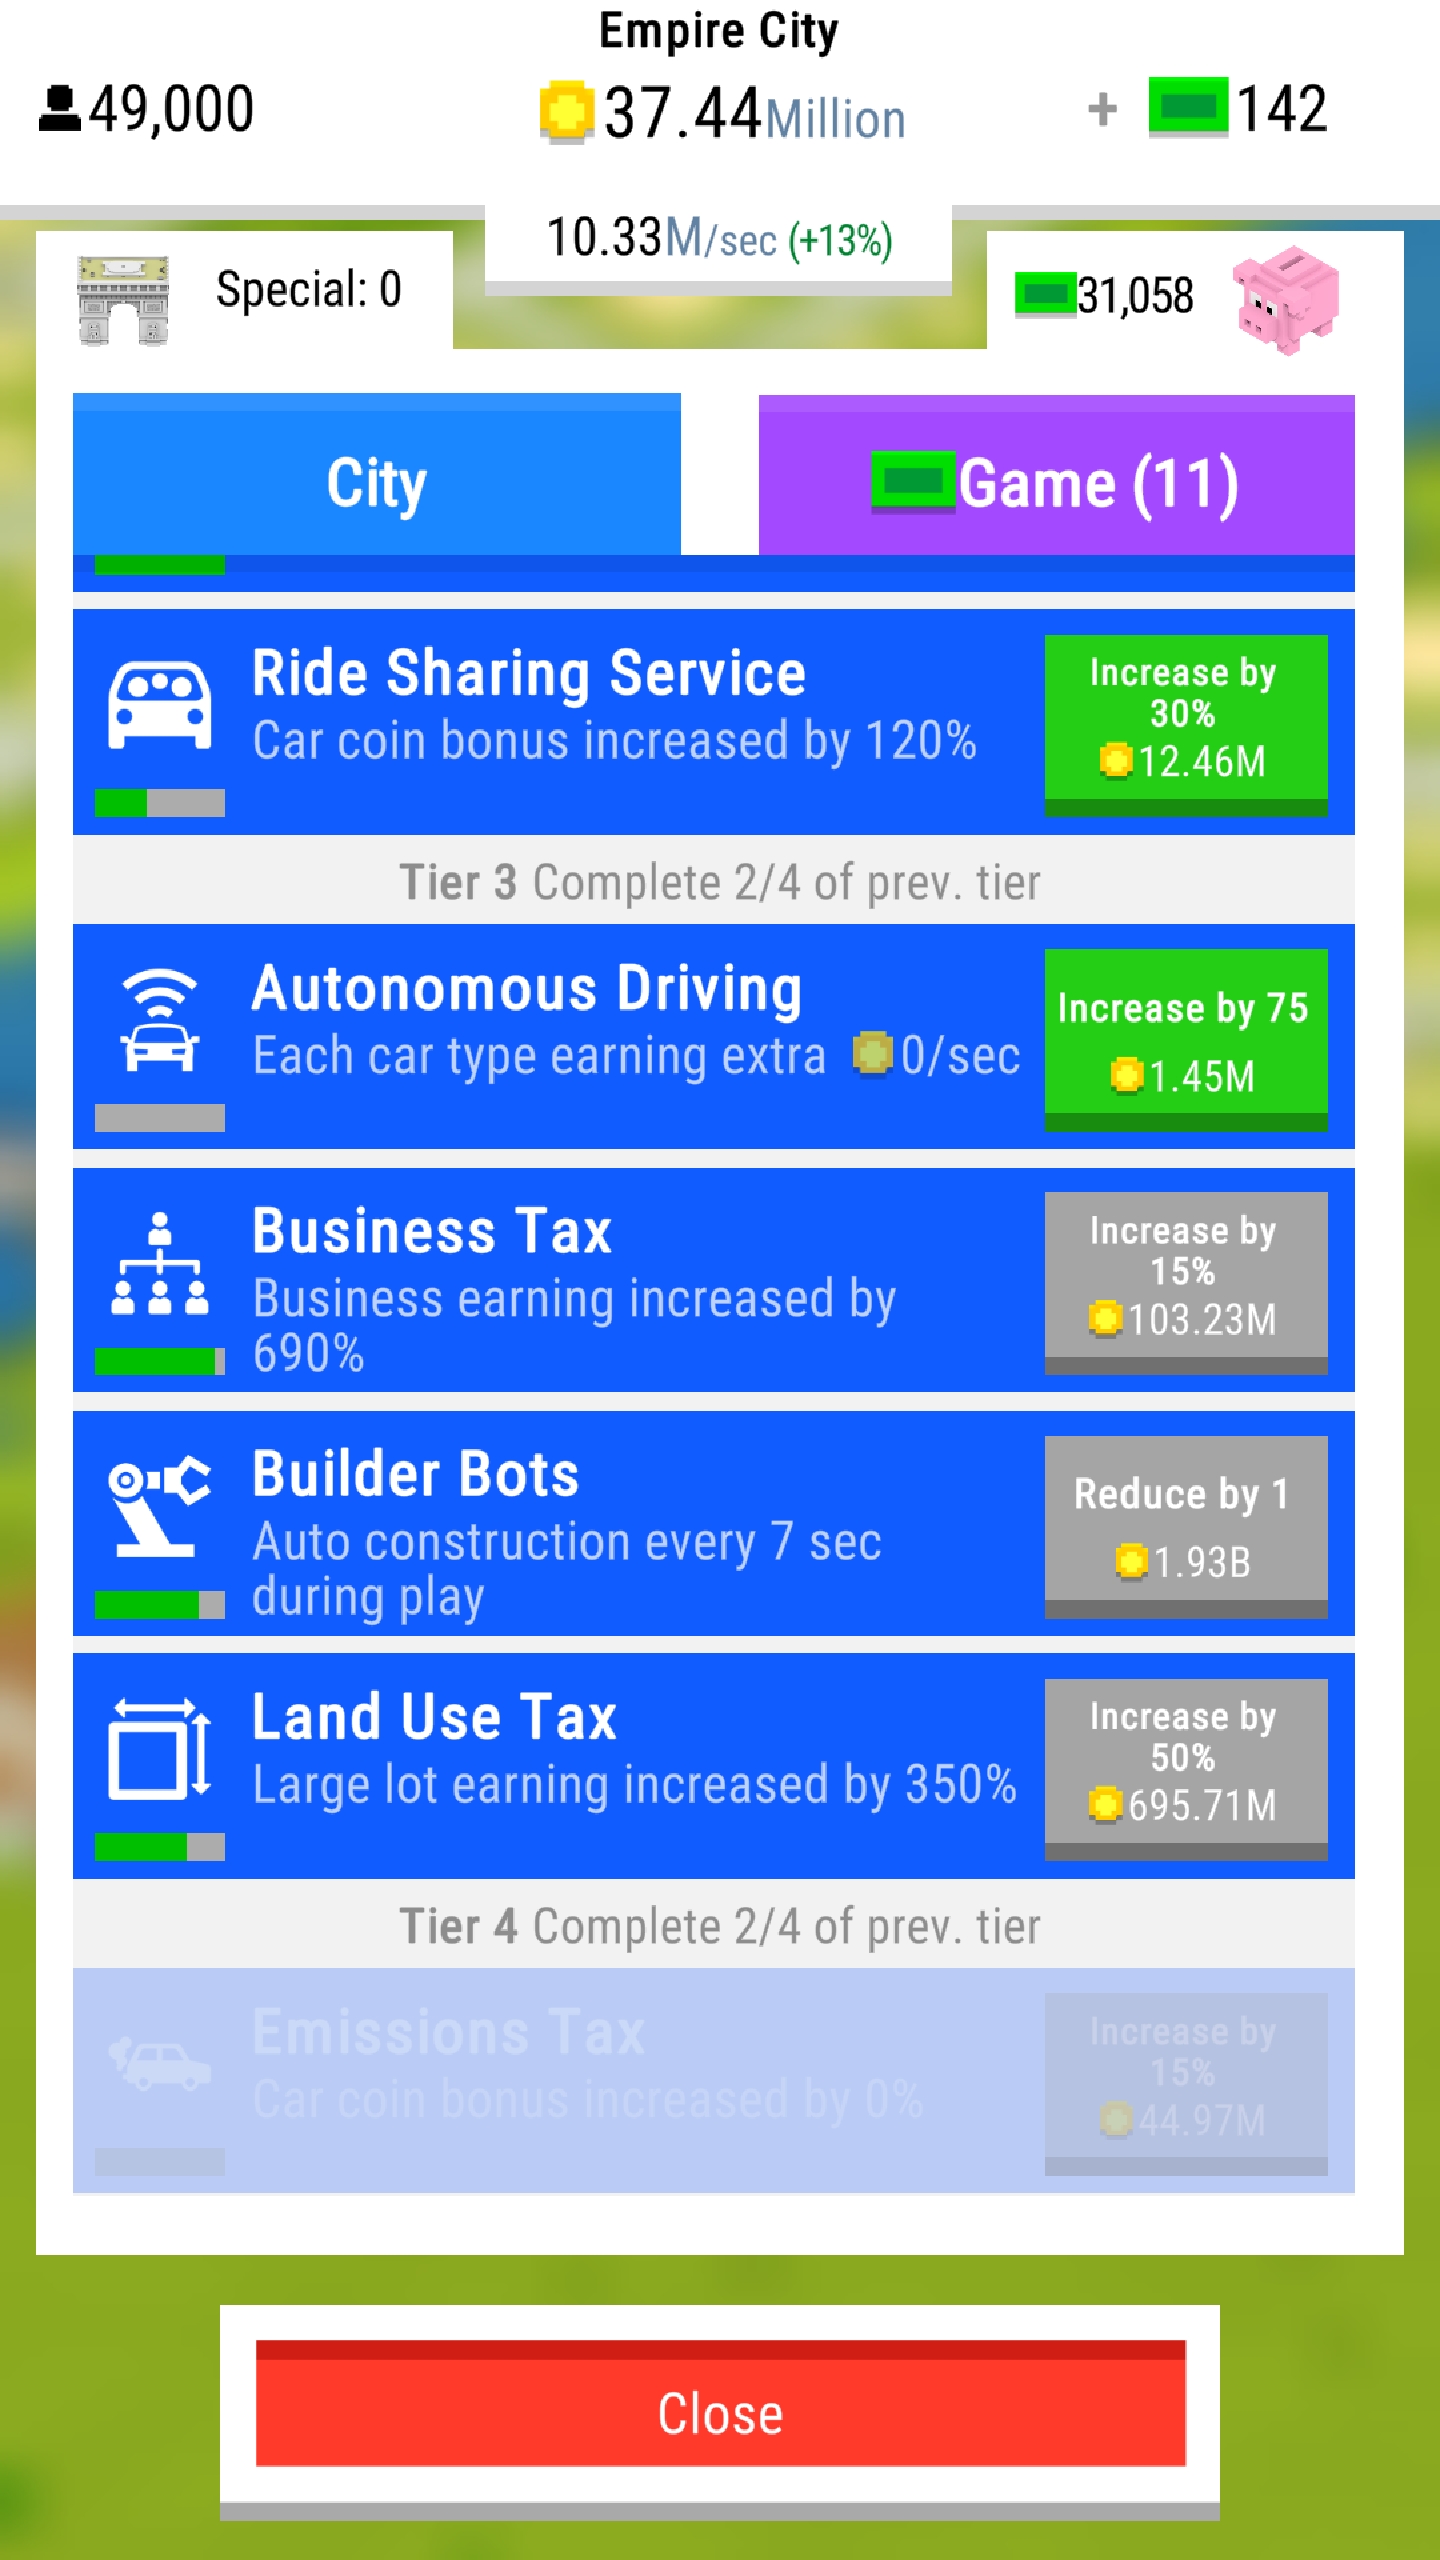 Empire City
49,000
37.44Million
+ 142
10.33M/sec (+13%)
Special: 0
31,058
City
Game (11)
Ride Sharing Service
Car coin bonus increased by 120%
Increase by
30%
12.46M
Tier 3 Complete 2/4 of prev. tier
Autonomous Driving
Each car type earning extra 0/sec
Increase by 75
1.45M
Business Tax
Business earning increased by
690%
Increase by
15%
103.23M
Builder Bots
Auto construction every 7 sec
during play
Reduce by 1
1.93B
Land Use Tax
Large lot earning increased by 350%
Increase by
50%
695.71M
Tier 4 Complete 2/4 of prev. tier
Emissions Tax
Car coin bonus increased by 0%
Increase by
15%
44.97M
Close